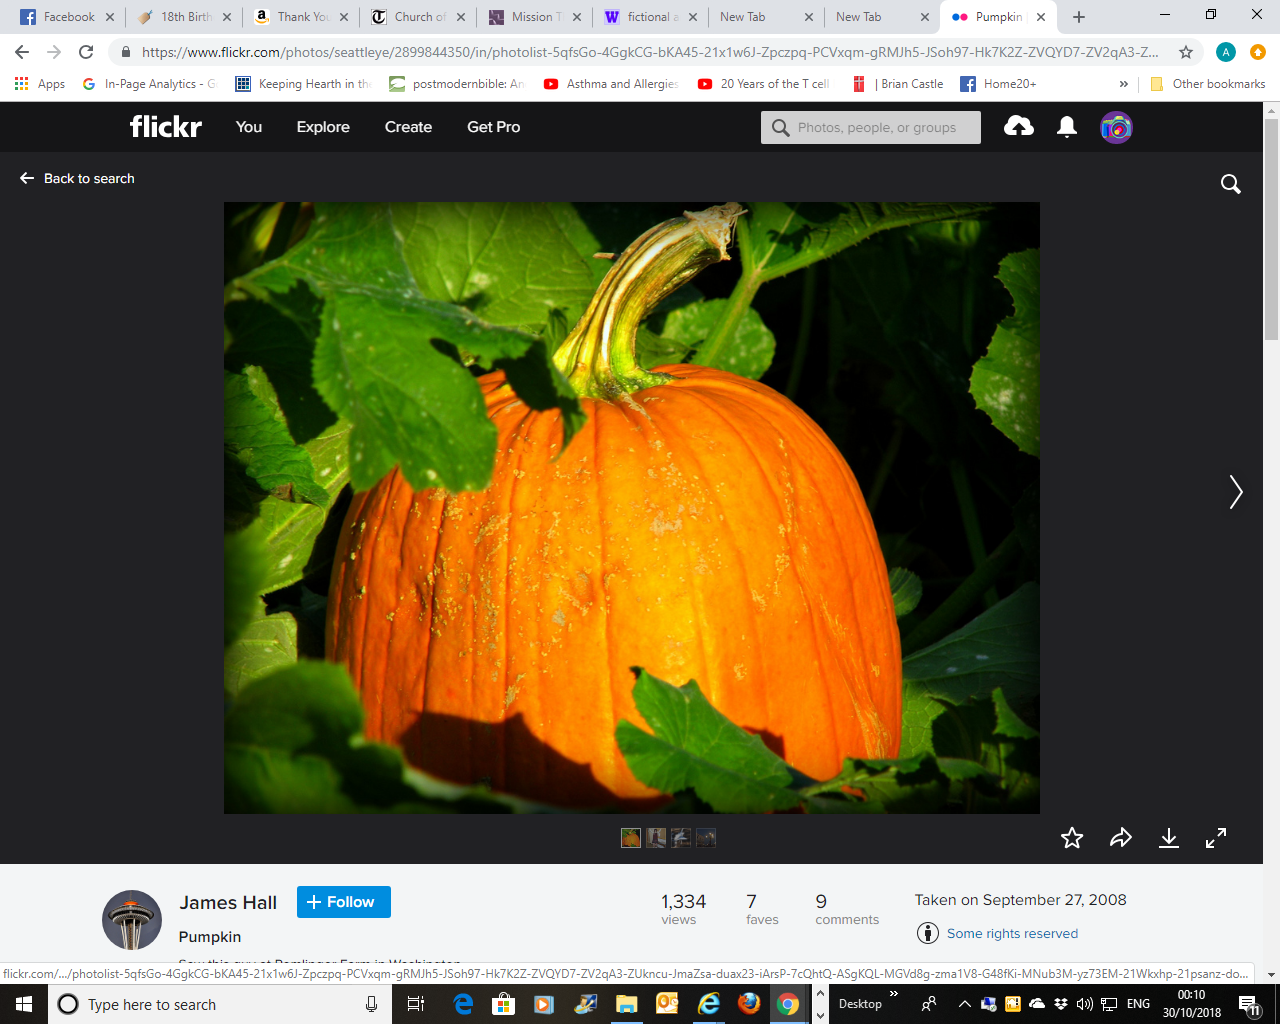 Facebook
18th Birth
Thank You
Church of
Mission T
fictional a
New Tab
New Tab
Pumpkin
https://www.flickr.com/photos/seattleye/2899844350/in/photolist-5qfsGo-4GgkCG-bKA45-21x1w6J-Zpczpq-PCVxqm-gRMJh5-JSoh97-Hk7K2Z-ZVQYD7-ZV2qA3-Z...
A
Apps
In-Page Analytics - G
Keeping Hearth in the
postmodernbible: An
Asthma and Allergies
20 Years of the T cell
| Brian Castle
Home20+
»
Other bookmarks
flickr
You
Explore
Create
Get Pro
Photos, people, or groups
Back to search
James Hall
+ Follow
Pumpkin
1,334
views
7
faves
9
comments
Taken on September 27, 2008
Some rights reserved
flickr.com/.../photolist-5qfsGo-4GgkCG-bKA45-21x1w6J-Zpczpq-PCVxqm-gRMJh5-JSoh97-Hk7K2Z-ZVQYD7-ZV2qA3-ZUkncu-JmaZsa-duax23-iArsP-7cQhtQ-ASgKQL-MGVd8g-zma1V8-G48fKi-MNub3M-yz73EM-21Wkxhp-21psanz-do...
Type here to search
Desktop
»
ENG
00:10
30/10/2018
11